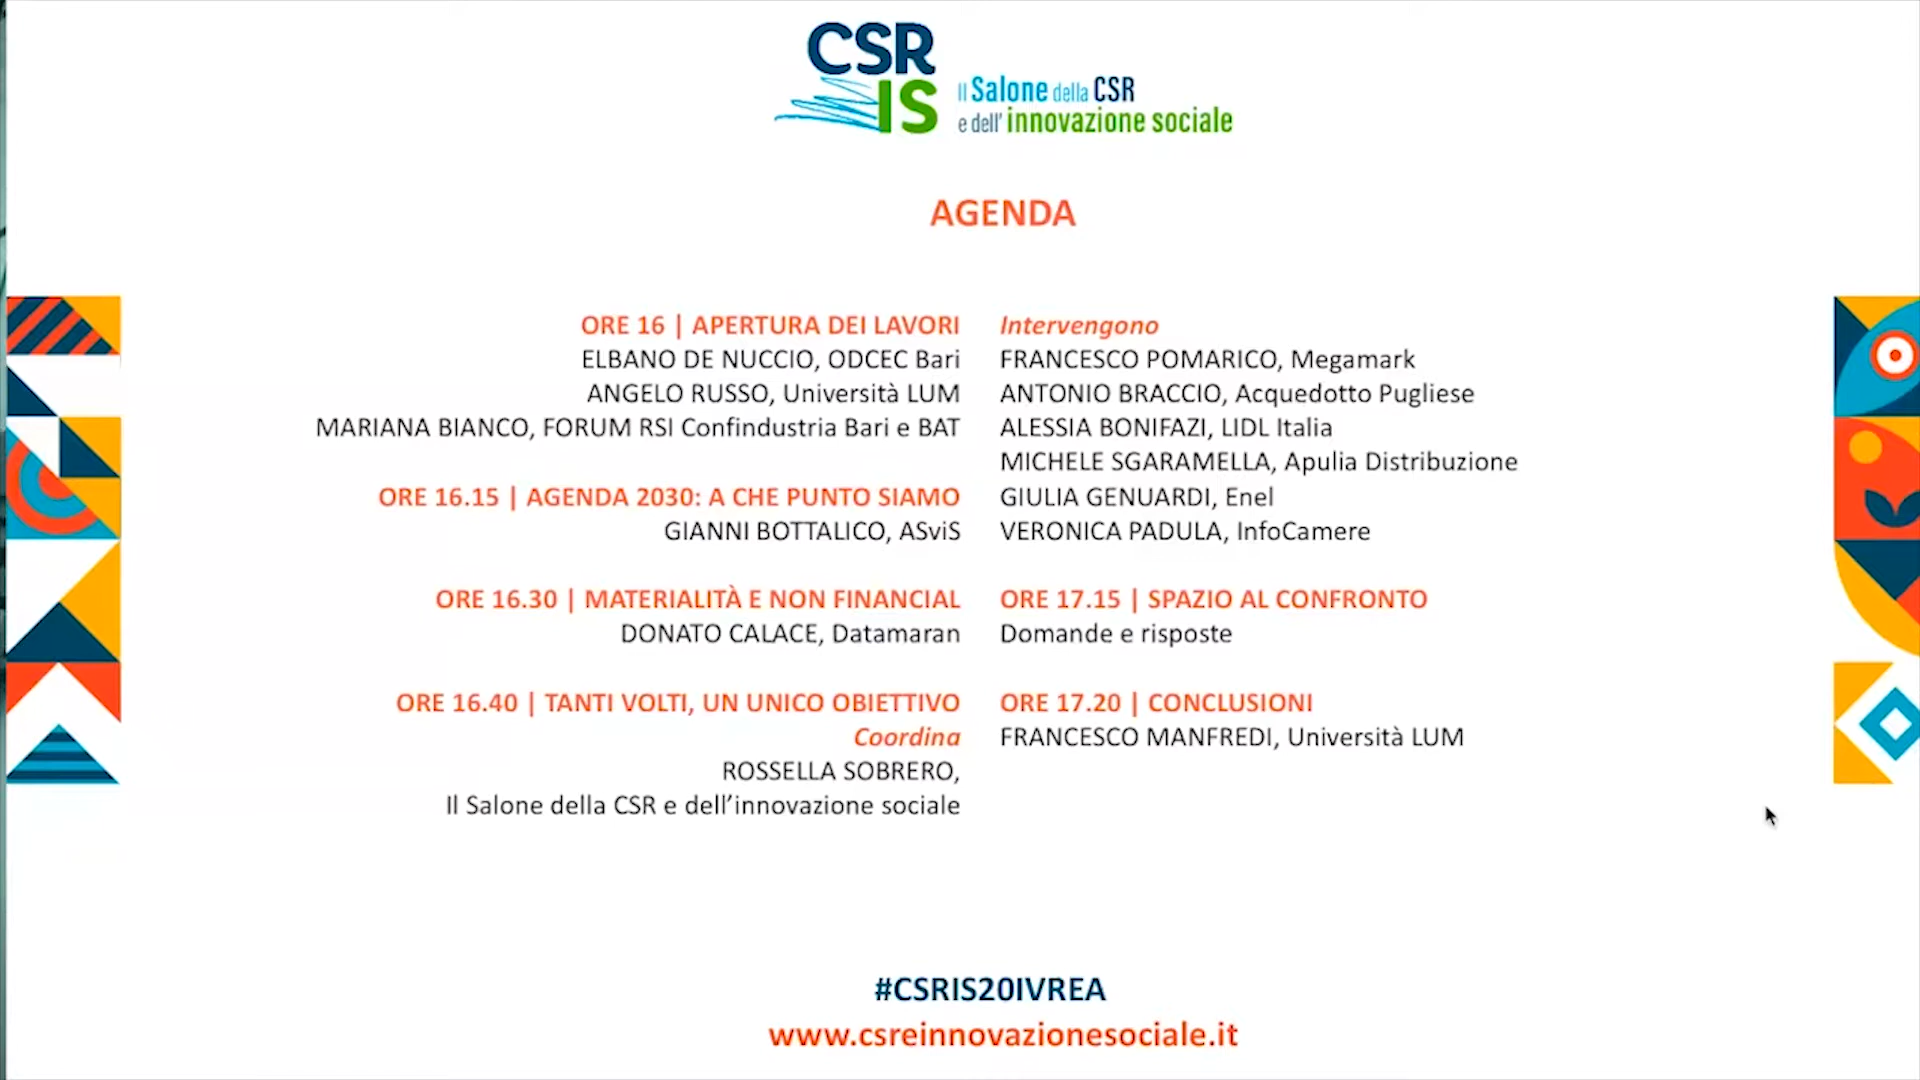 CSR
IS
Il Salone della CSR
e dell' innovazione sociale
AGENDA
ORE 16 | APERTURA DEI LAVORI
ELBANO DE NUCCIO, ODCEC Bari
ANGELO RUSSO, Università LUM
MARIANA BIANCO, FORUM RSI Confindustria Bari e BAT
ORE 16.15 | AGENDA 2030: A CHE PUNTO SIAMO
GIANNI BOTTALICO, ASviS
ORE 16.30 | MATERIALITÀ E NON FINANCIAL
DONATO CALACE, Datamaran
ORE 16.40 | TANTI VOLTI, UN UNICO OBIETTIVO
Coordina
ROSSELLA SOBRERO,
Il Salone della CSR e dell’innovazione sociale
Intervengono
FRANCESCO POMARICO, Megamark
ANTONIO BRACCIO, Acquedotto Pugliese
ALESSIA BONIFAZI, LIDL Italia
MICHELE SGARAMELLA, Apulia Distribuzione
GIULIA GENUARDI, Enel
VERONICA PADULA, InfoCamere
ORE 17.15 | SPAZIO AL CONFRONTO
Domande e risposte
ORE 17.20 | CONCLUSIONI
FRANCESCO MANFREDI, Università LUM
#CSRIS20IVREA
www.csreinnovazionesociale.it